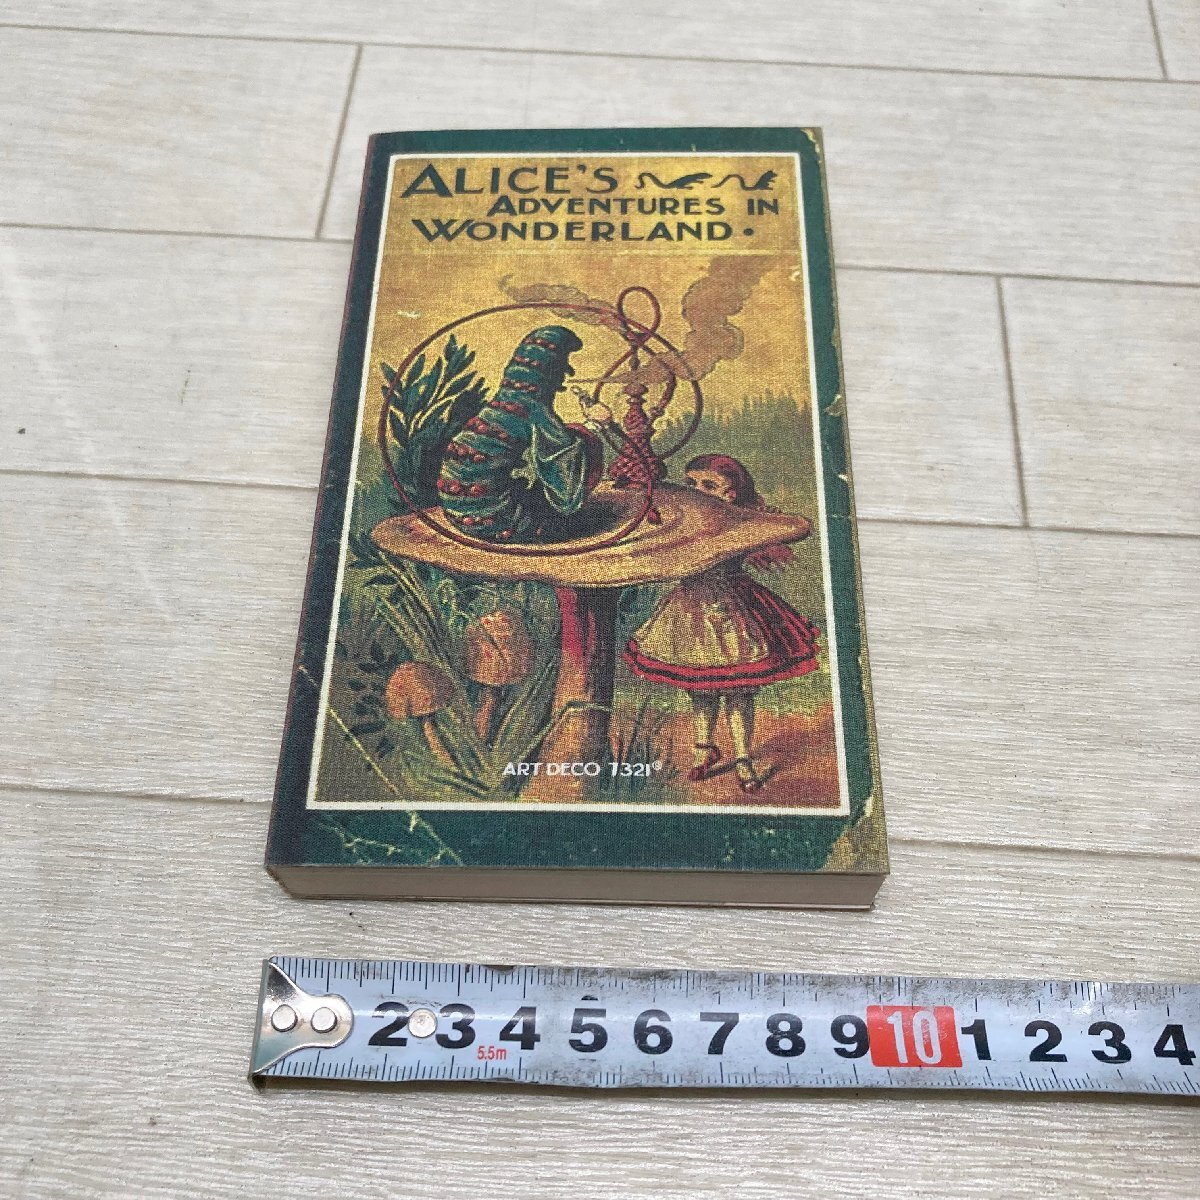 ALICE'S
ADVENTURES IN
WONDERLAND •
ART DECO 1321®
2 3 4 5 6 7 8 9 10 1 2 3 4
5.5m